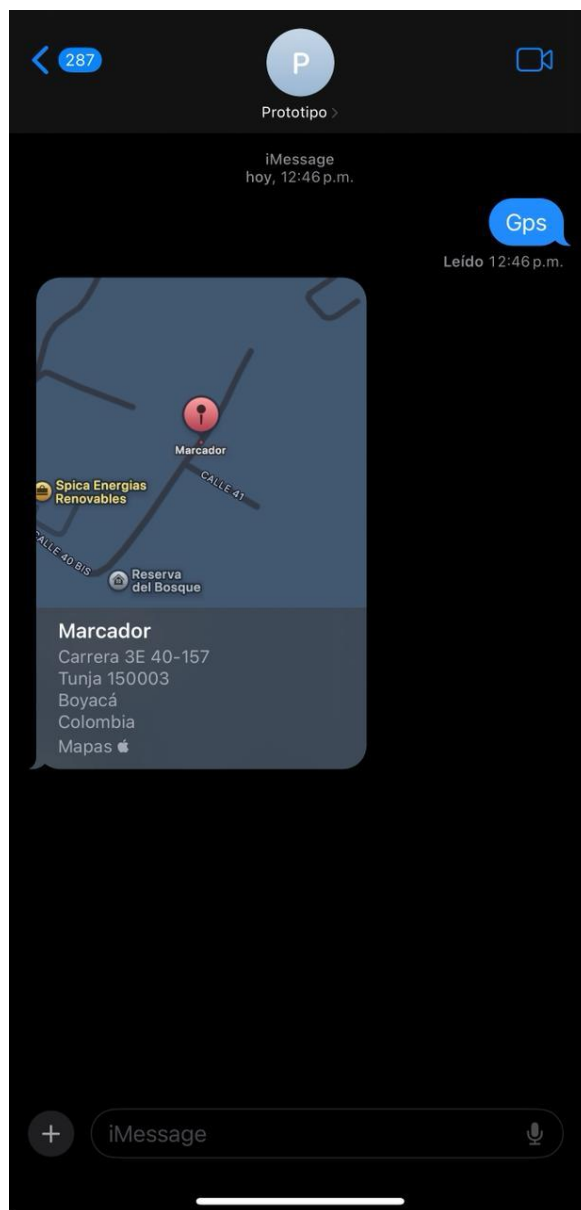 287
P
Prototipo >
iMessage
hoy, 12:46 p.m.
Gps
Leído 12:46 p.m.
Marcador
CALLE 41
Spica Energias
Renovables
CALLE 40 BIS
Reserva
del Bosque
Marcador
Carrera 3E 40-157
Tunja 150003
Boyacá
Colombia
Mapas
iMessage